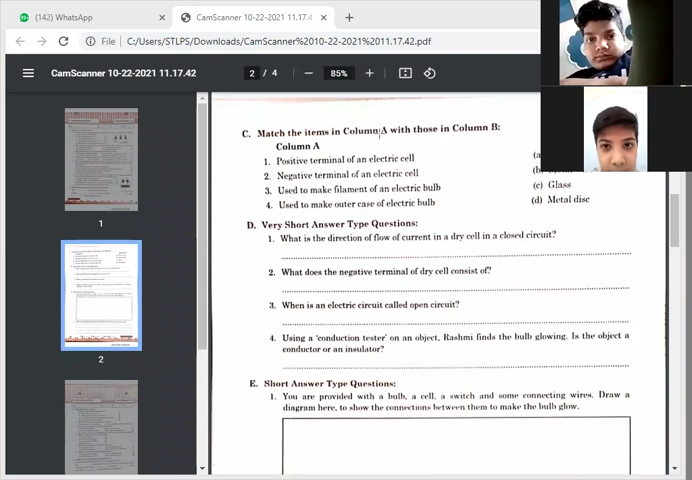 (142) WhatsApp
CamScanner 10-22-2021 11.17.4
File
C:/Users/STLPS/Downloads/CamScanner%2010-22-2021%2011.17.42.pdf
CamScanner 10-22-2021 11.17.42
2 / 4
85%
1
2
C. Match the items in Column A with those in Column B:
Column A
1. Positive terminal of an electric cell
(a
2. Negative terminal of an electric cell
(b
3. Used to make filament of an electric bulb
(c) Glass
4. Used to make outer case of electric bulb
(d) Metal disc
D. Very Short Answer Type Questions:
1. What is the direction of flow of current in a dry cell in a closed circuit?
2. What does the negative terminal of dry cell consist of?
3. When is an electric circuit called open circuit?
4. Using a 'conduction tester' on an object, Rashmi finds the bulb glowing. Is the object a
conductor or an insulator?
E. Short Answer Type Questions:
1. You are provided with a bulb, a cell, a switch and some connecting wires. Draw a
diagram here, to show the connections between them to make the bulb glow.